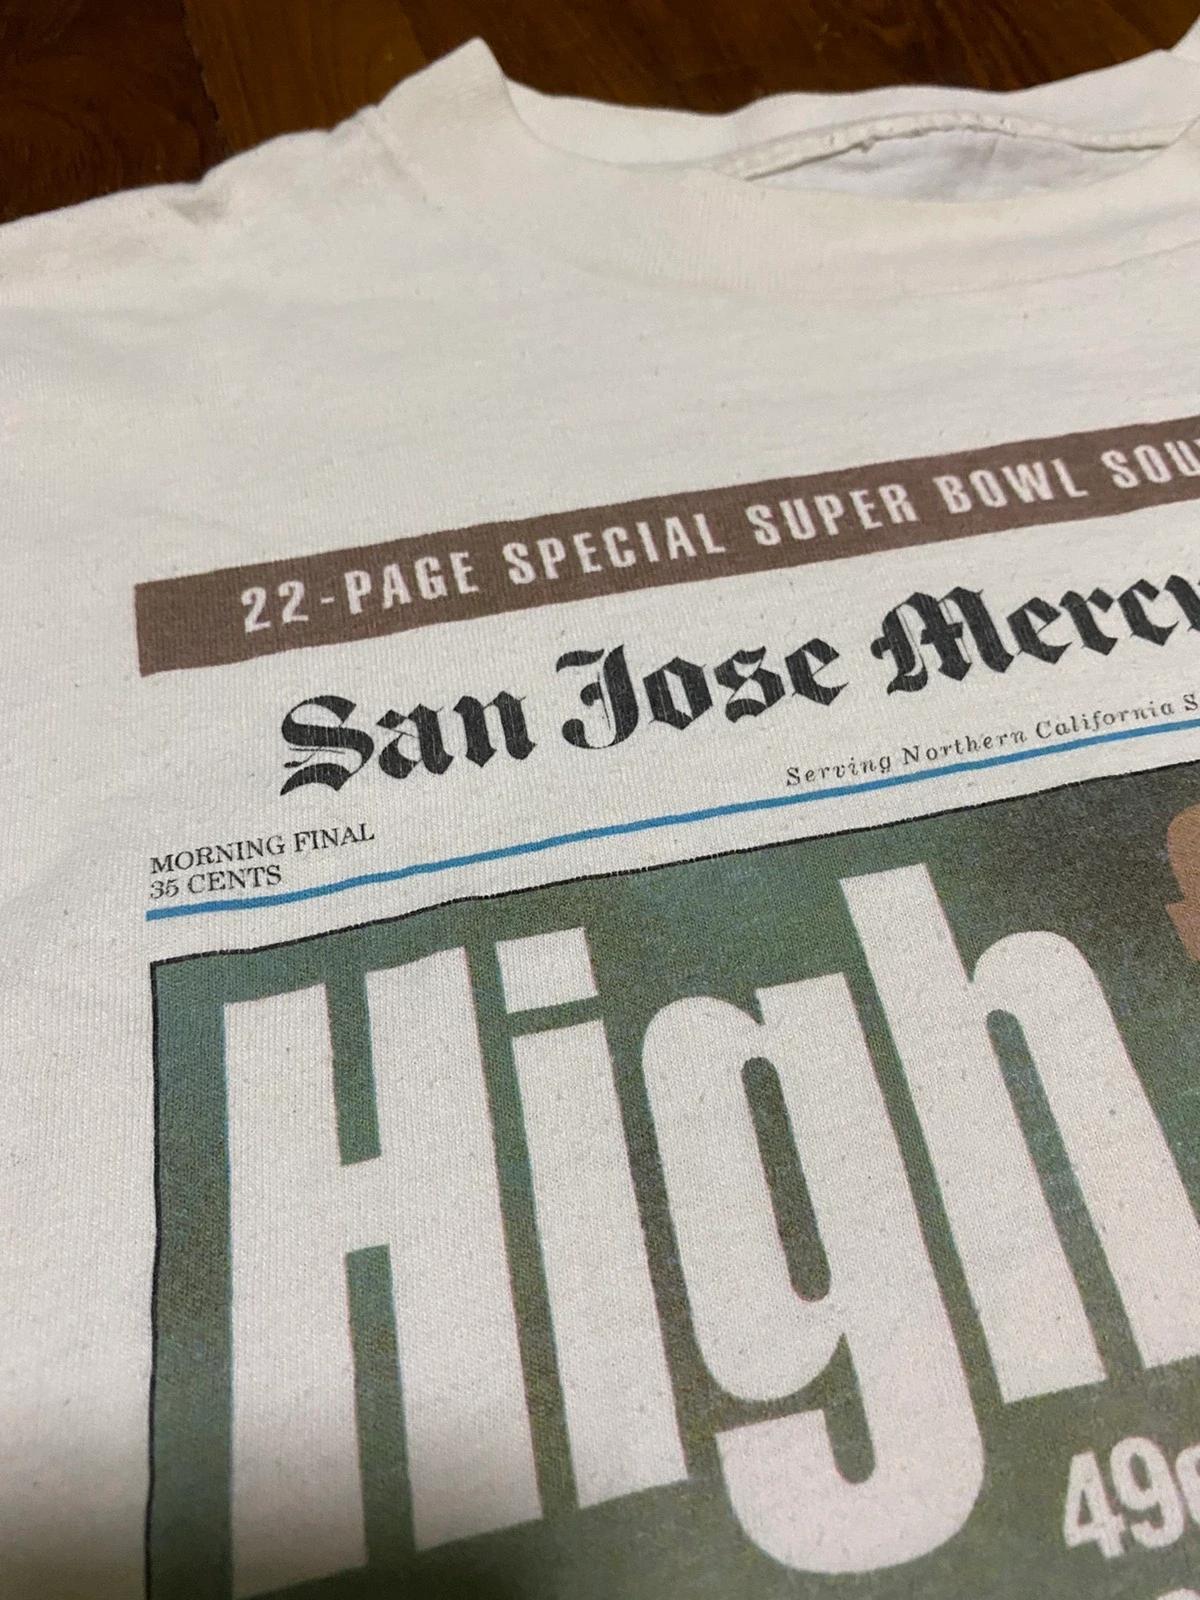 22-PAGE SPECIAL SUPER BOWL
San Jose
Serving Northern California
MORNING FINAL
35 CENTS
High